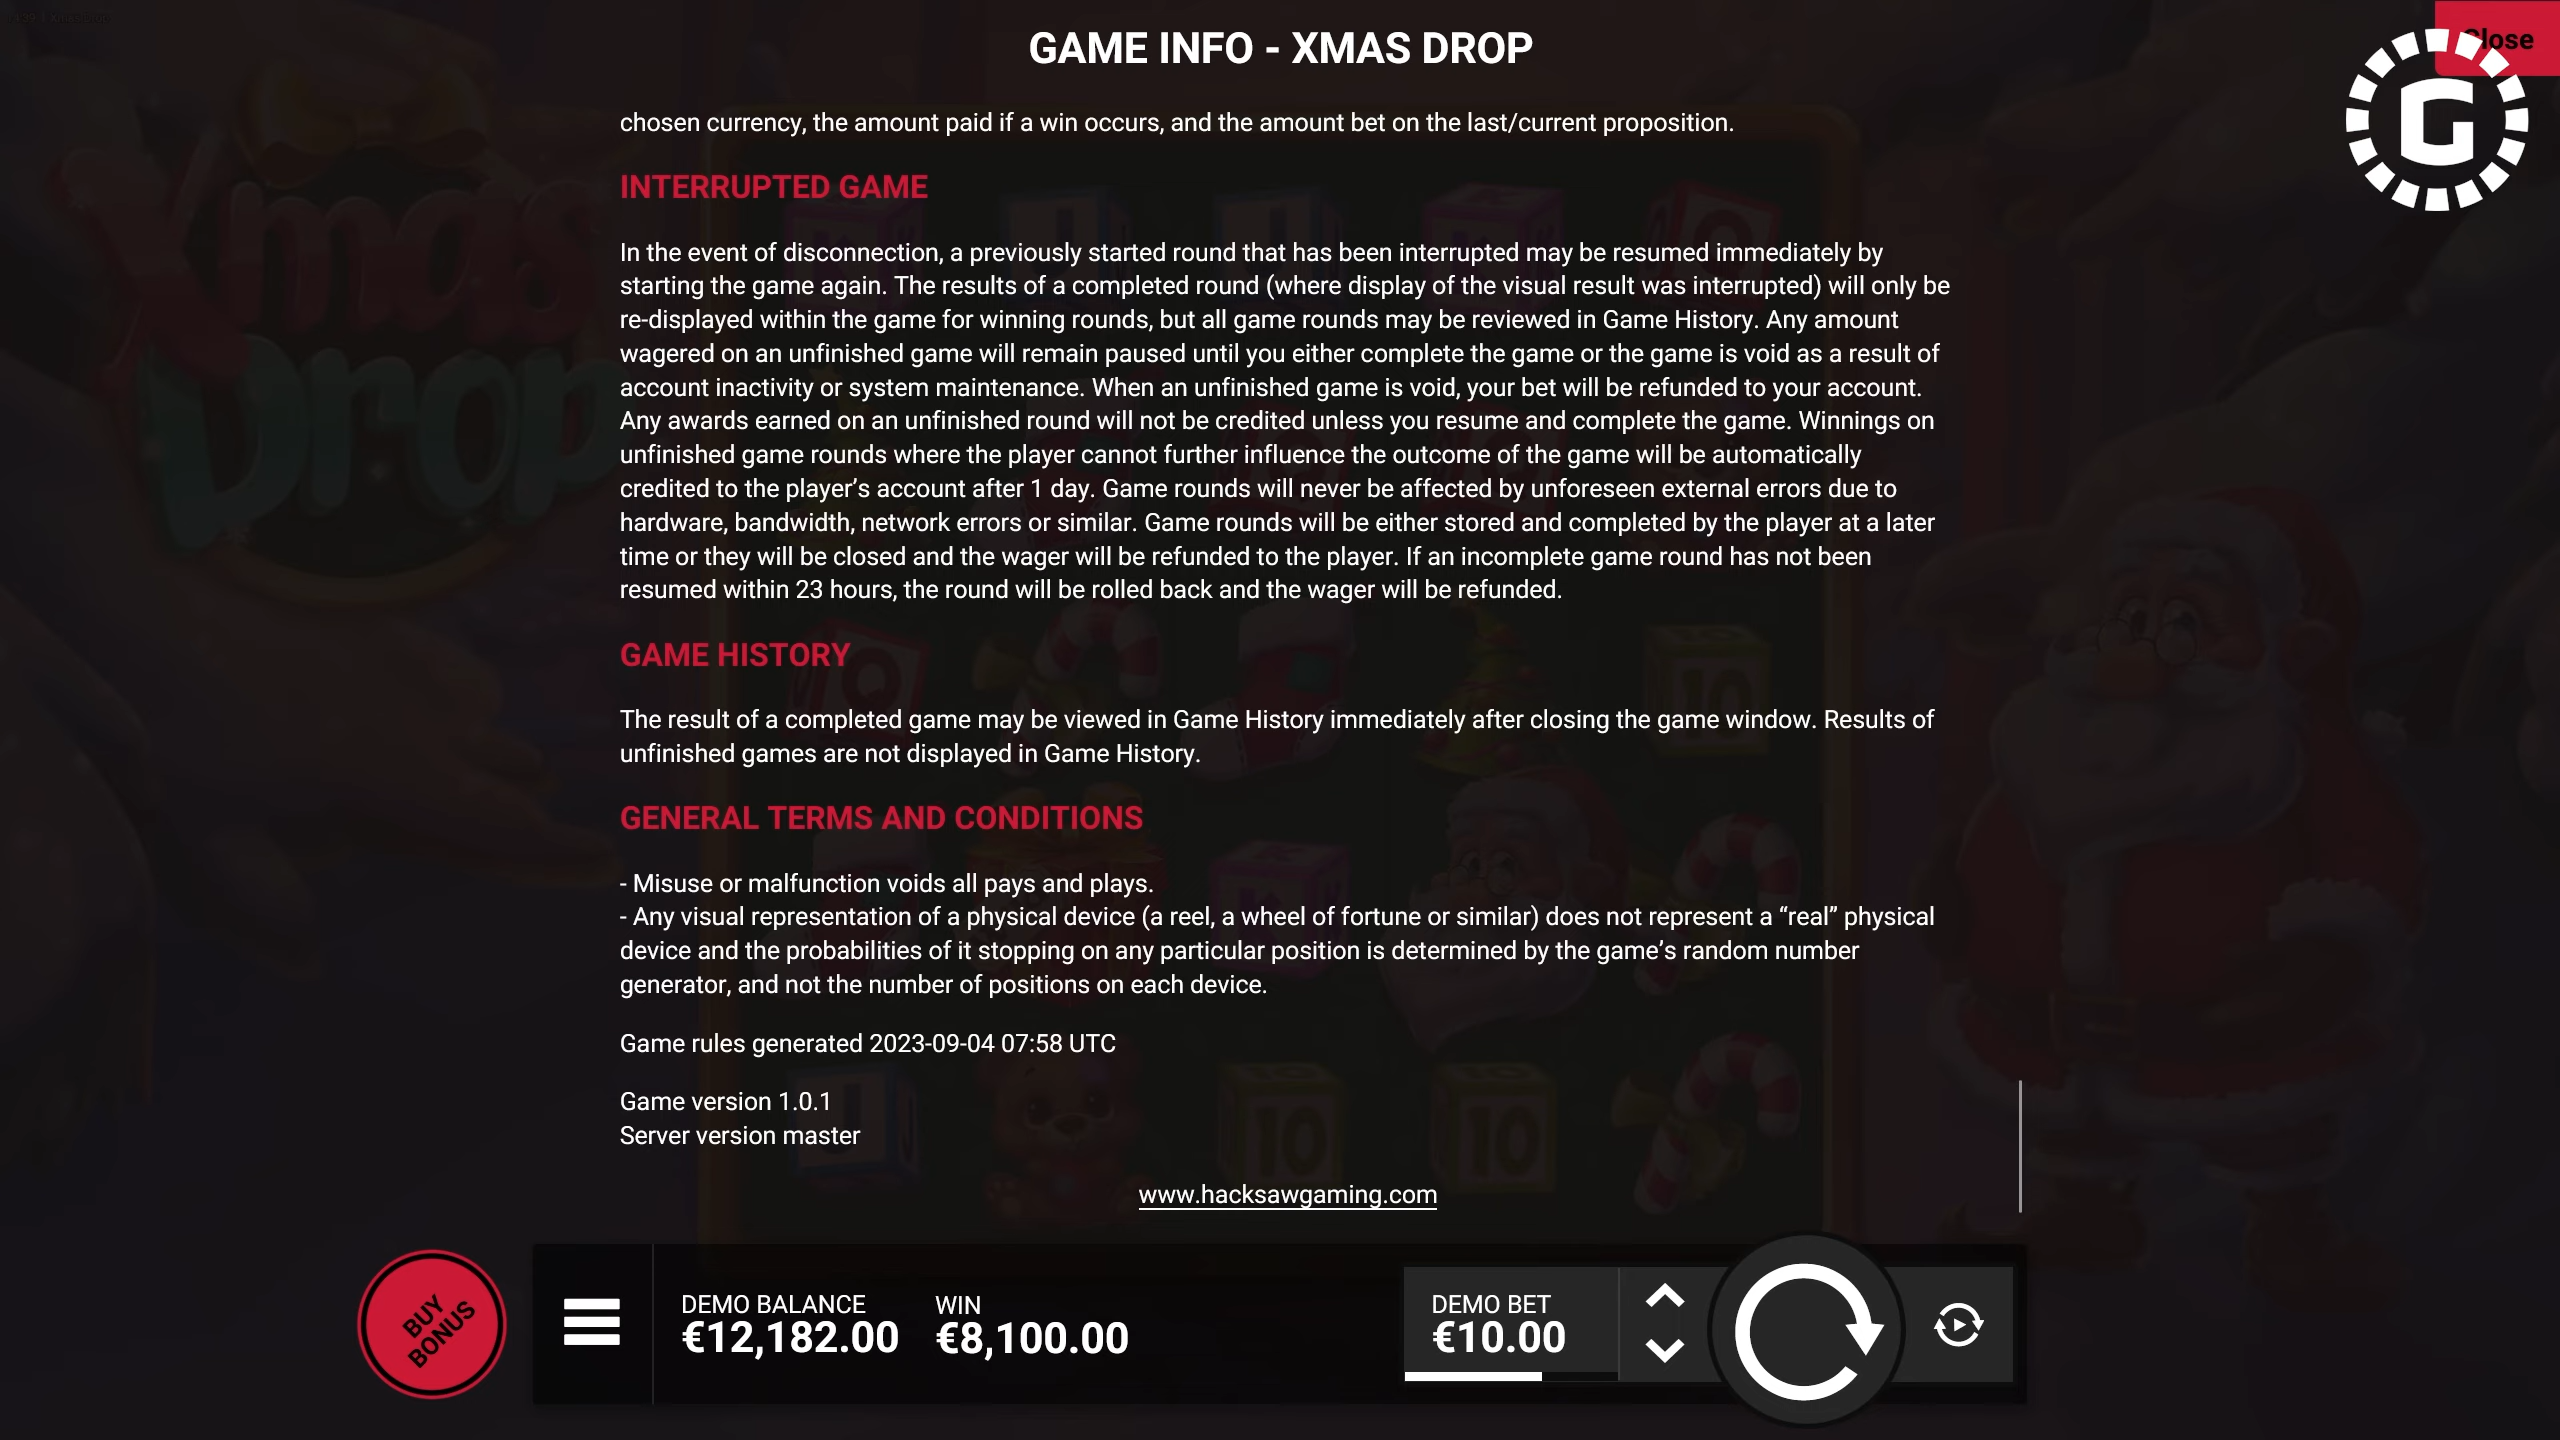 GAME INFO - XMAS DROP
Close
chosen currency, the amount paid if a win occurs, and the amount bet on the last/current proposition.
INTERRUPTED GAME
In the event of disconnection, a previously started round that has been interrupted may be resumed immediately by
starting the game again. The results of a completed round (where display of the visual result was interrupted) will only be
re-displayed within the game for winning rounds, but all game rounds may be reviewed in Game History. Any amount
wagered on an unfinished game will remain paused until you either complete the game or the game is void as a result of
account inactivity or system maintenance. When an unfinished game is void, your bet will be refunded to your account.
Any awards earned on an unfinished round will not be credited unless you resume and complete the game. Winnings on
unfinished game rounds where the player cannot further influence the outcome of the game will be automatically
credited to the player’s account after 1 day. Game rounds will never be affected by unforeseen external errors due to
hardware, bandwidth, network errors or similar. Game rounds will be either stored and completed by the player at a later
time or they will be closed and the wager will be refunded to the player. If an incomplete game round has not been
resumed within 23 hours, the round will be rolled back and the wager will be refunded.
GAME HISTORY
The result of a completed game may be viewed in Game History immediately after closing the game window. Results of
unfinished games are not displayed in Game History.
GENERAL TERMS AND CONDITIONS
- Misuse or malfunction voids all pays and plays.
- Any visual representation of a physical device (a reel, a wheel of fortune or similar) does not represent a “real” physical
device and the probabilities of it stopping on any particular position is determined by the game’s random number
generator, and not the number of positions on each device.
Game rules generated 2023-09-04 07:58 UTC
Game version 1.0.1
Server version master
www.hacksawgaming.com
BUY
BONUS
DEMO BALANCE
€12,182.00
WIN
€8,100.00
DEMO BET
€10.00
G
Xmas
Drop
Q
10
10
10